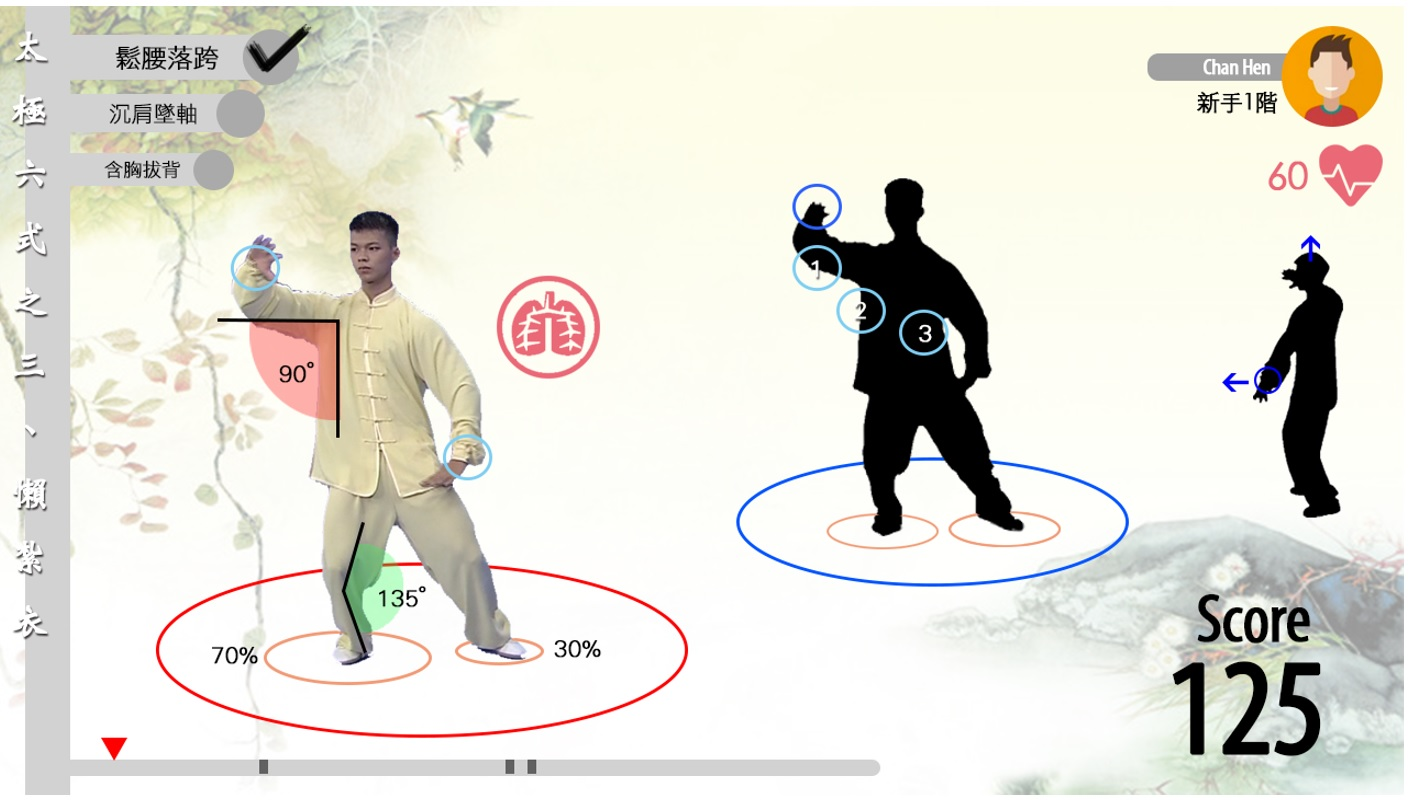 太極六式之三、懶紮衣
鬆腰落跨
沉肩墜軸
含胸拔背
Chan Hen
新手1階
60
90°
135°
70%
30%
1
2
3
Score
125